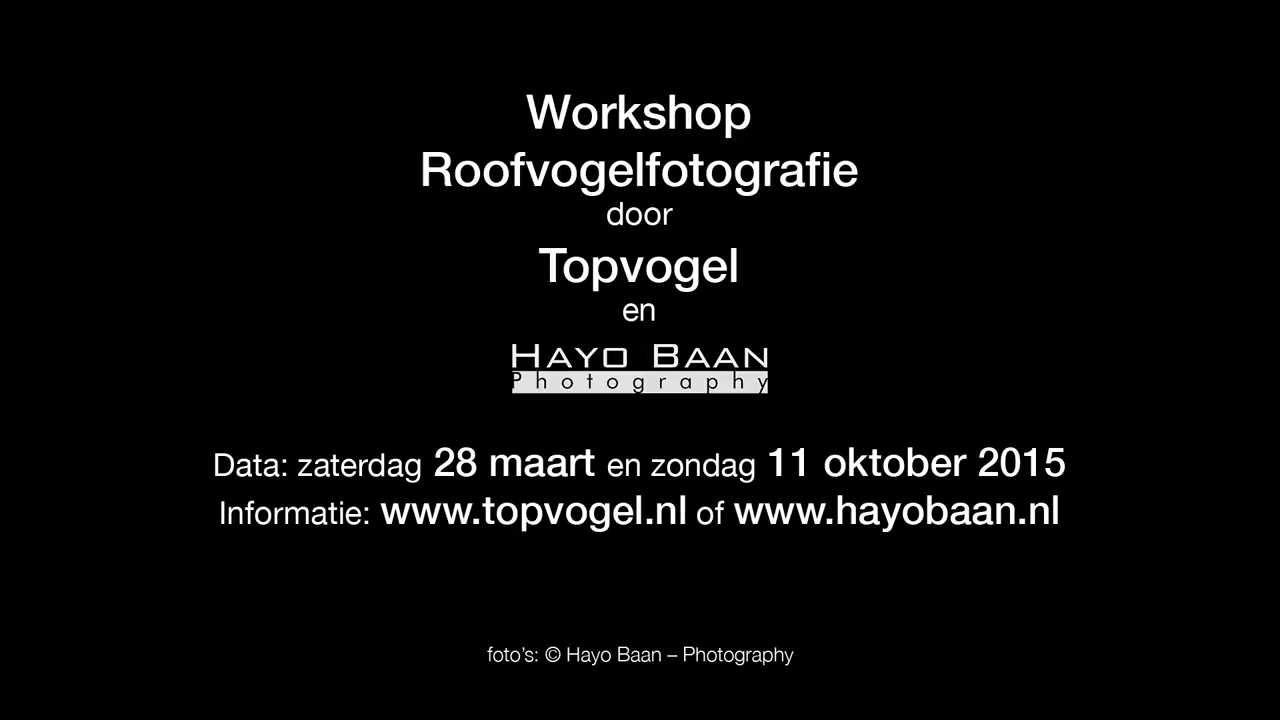 Workshop
Roofvogelfotografie
door
Topvogel
en
HAYO BAAN
Photography
Data: zaterdag 28 maart en zondag 11 oktober 2015
Informatie: www.topvogel.nl of www.hayobaan.nl
foto's: © Hayo Baan – Photography